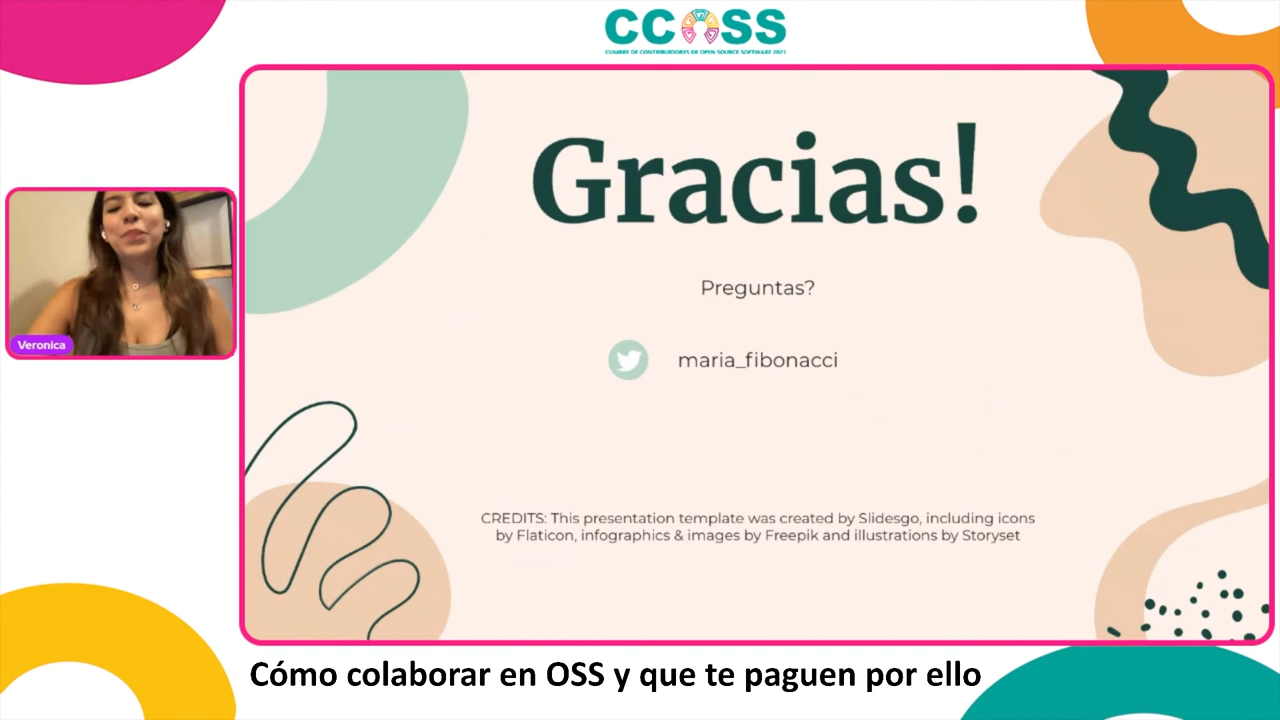 CCOSS
CUMBRE DE CONTRIBUIDORES DE OPEN SOURCE SOFTWARE 2021
Gracias!
Preguntas?
maria_fibonacci
Veronica
CREDITS: This presentation template was created by Slidesgo, including icons
by Flaticon, infographics & images by Freepik and illustrations by Storyset
Cómo colaborar en OSS y que te paguen por ello